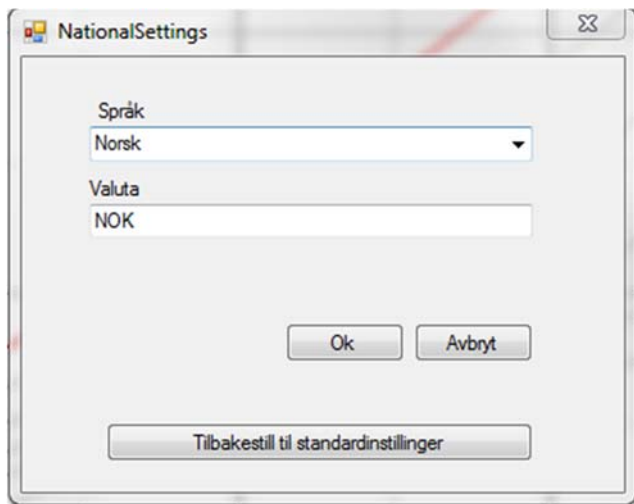 NationalSettings
Språk
Norsk
Valuta
NOK
Ok Avbryt
Tilbakestill til standardinstillinger